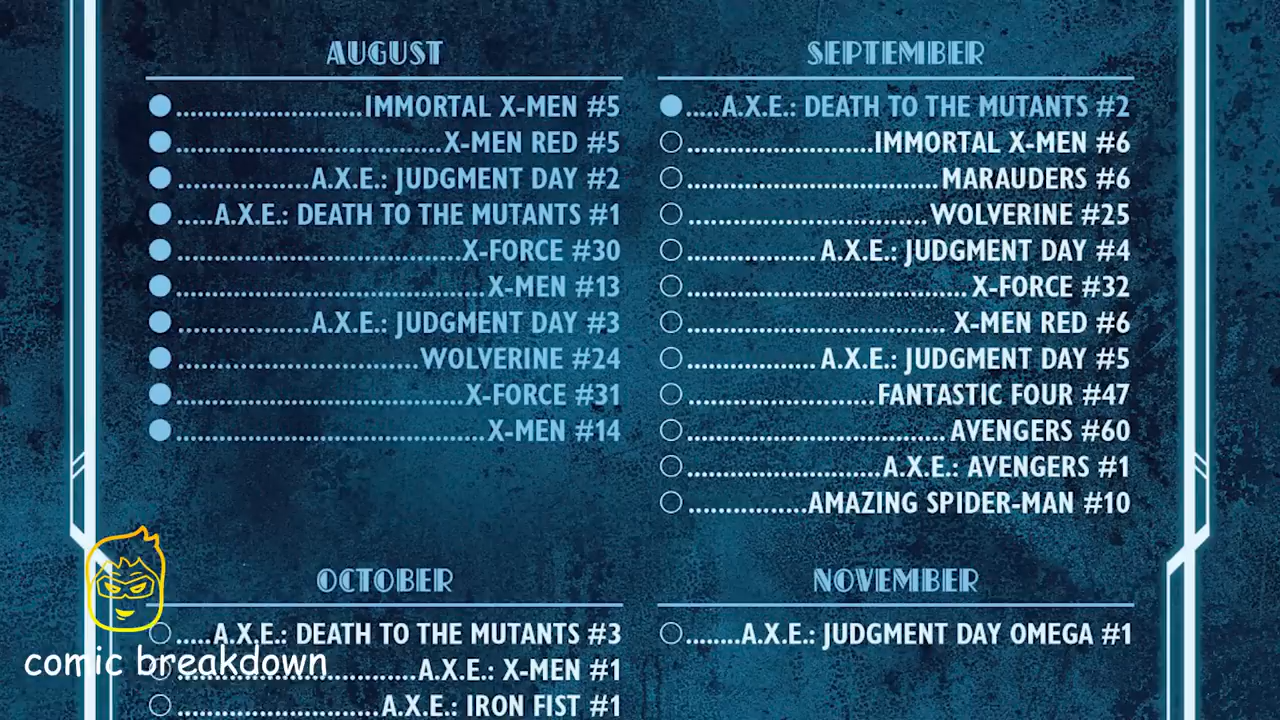 AUGUST
IMMORTAL X-MEN #5
X-MEN RED #5
A.X.E.: JUDGMENT DAY #2
A.X.E.: DEATH TO THE MUTANTS #1
X-FORCE #30
X-MEN #13
A.X.E.: JUDGMENT DAY #3
WOLVERINE #24
X-FORCE #31
X-MEN #14
SEPTEMBER
A.X.E.: DEATH TO THE MUTANTS #2
IMMORTAL X-MEN #6
MARAUDERS #6
WOLVERINE #25
A.X.E.: JUDGMENT DAY #4
X-FORCE #32
X-MEN RED #6
A.X.E.: JUDGMENT DAY #5
FANTASTIC FOUR #47
AVENGERS #60
A.X.E.: AVENGERS #1
AMAZING SPIDER-MAN #10
OCTOBER
A.X.E.: DEATH TO THE MUTANTS #3
A.X.E.: X-MEN #1
A.X.E.: IRON FIST #1
NOVEMBER
A.X.E.: JUDGMENT DAY OMEGA #1
comic breakdown